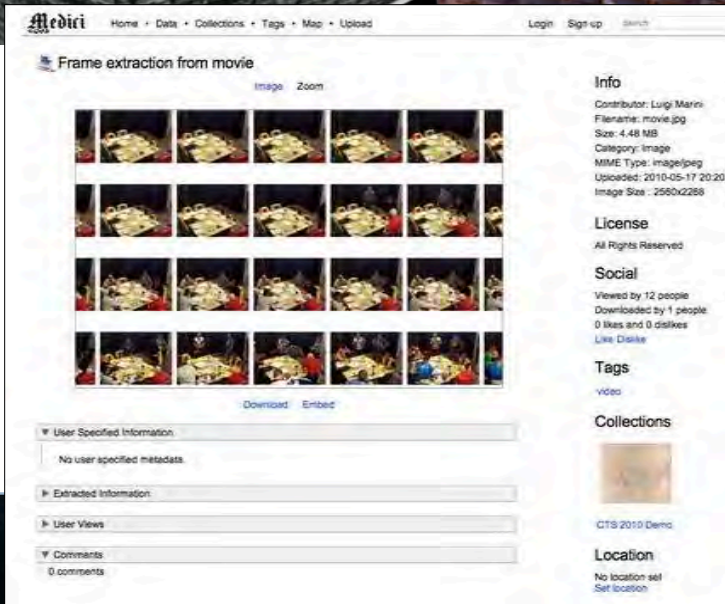 Medici
Home • Data • Collections • Tags • Map • Upload
Login Sign up Search
Frame extraction from movie
Image Zoom
Download Embed
User Specified Information
No user specified metadata.
Extracted Information
User Views
Comments
0 comments
Info
Contributor: Luigi Marini
Filename: movie.jpg
Size: 4.48 MB
Category: Image
MIME Type: image/jpeg
Uploaded: 2010-05-17 20:20
Image Size : 2560x2268
License
All Rights Reserved
Social
Viewed by 12 people
Downloaded by 1 people
0 likes and 0 dislikes
Like Dislike
Tags
video
Collections
CTS 2010 Demo
Location
No location set
Set location